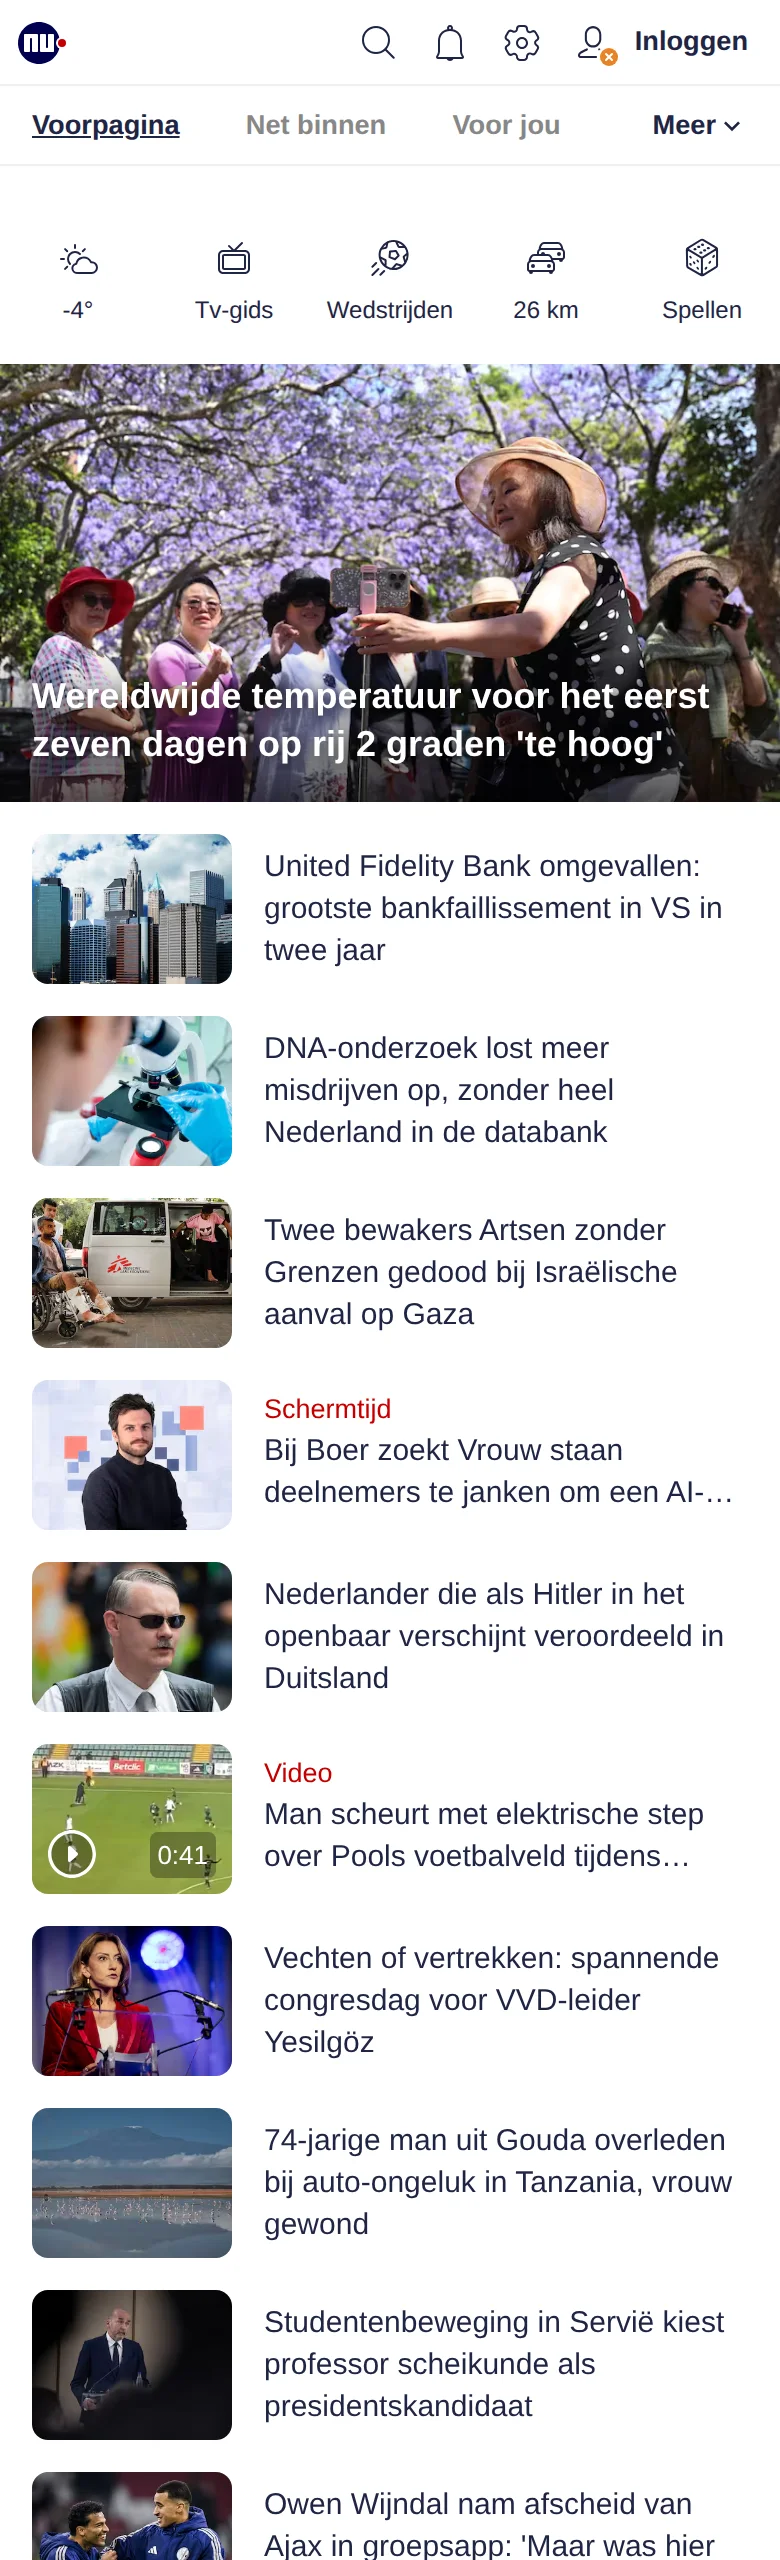 nu
Inloggen
Voorpagina Net binnen Voor jou Meer
-4° Tv-gids Wedstrijden 26 km Spellen
Wereldwijde temperatuur voor het eerst
zeven dagen op rij 2 graden 'te hoog'
United Fidelity Bank omgevallen:
grootste bankfaillissement in VS in
twee jaar
DNA-onderzoek lost meer
misdrijven op, zonder heel
Nederland in de databank
Twee bewakers Artsen zonder
Grenzen gedood bij Israëlische
aanval op Gaza
Schermtijd
Bij Boer zoekt Vrouw staan
deelnemers te janken om een AI-…
Nederlander die als Hitler in het
openbaar verschijnt veroordeeld in
Duitsland
Betclic
0:41
Video
Man scheurt met elektrische step
over Pools voetbalveld tijdens…
Vechten of vertrekken: spannende
congresdag voor VVD-leider
Yesilgöz
74-jarige man uit Gouda overleden
bij auto-ongeluk in Tanzania, vrouw
gewond
Studentenbeweging in Servië kiest
professor scheikunde als
presidentskandidaat
Owen Wijndal nam afscheid van
Ajax in groepsapp: 'Maar was hier